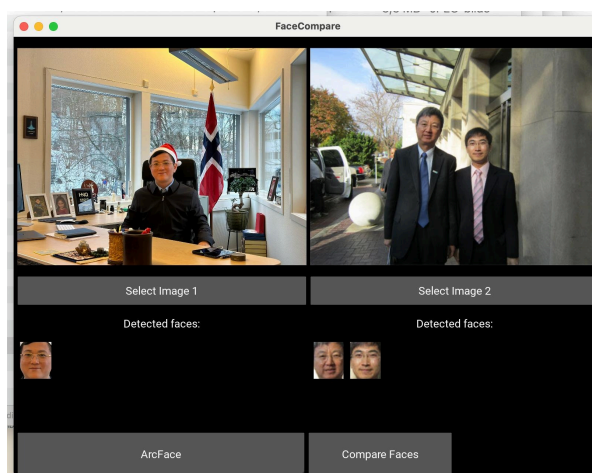 FaceCompare
Select Image 1
Select Image 2
Detected faces:
Detected faces:
ArcFace
Compare Faces